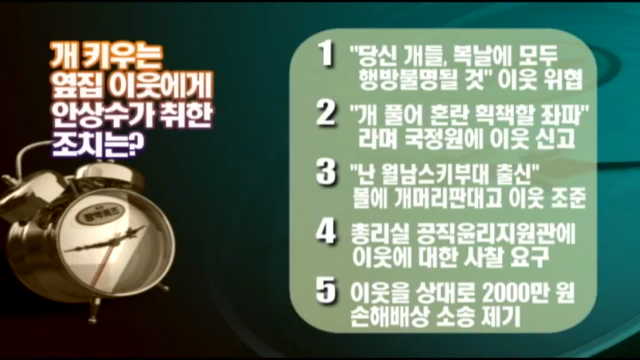 개 키우는
옆집 이웃에게
안상수가 취한
조치는?
1 "당신 개들, 복날에 모두
행방불명될 것" 이웃 위협
2 "개 풀어 혼란 획책할 좌파"
라며 국정원에 이웃 신고
3 "난 월남스키부대 출신"
볼에 개머리판대고 이웃 조준
4 총리실 공직윤리지원관에
이웃에 대한 사찰 요구
5 이웃을 상대로 2000만 원
손해배상 소송 제기